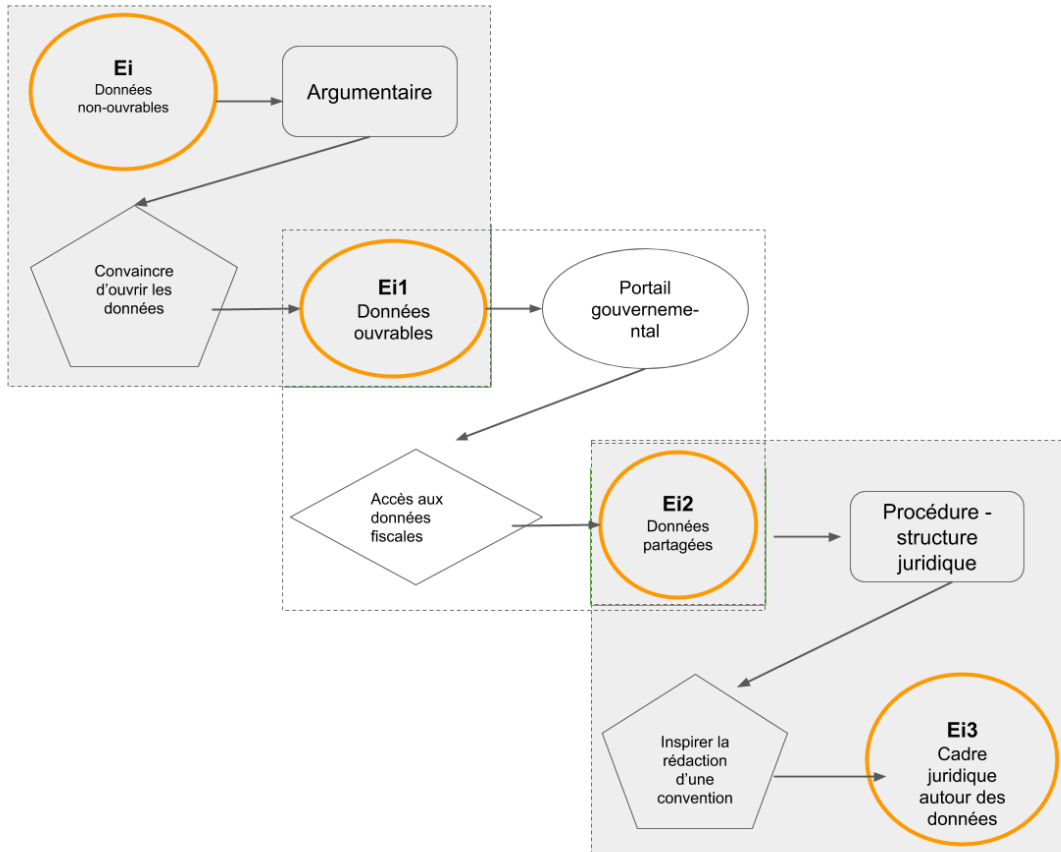 Ei
Données
non-ouvrables
Argumentaire
Convaincre
d'ouvrir les
données
Ei1
Données
ouvrables
Portail
gouverneme-
ntal
Accès aux
données
fiscales
Ei2
Données
partagées
Procédure -
structure
juridique
Inspirer la
rédaction
d'une
convention
Ei3
Cadre
juridique
autour des
données